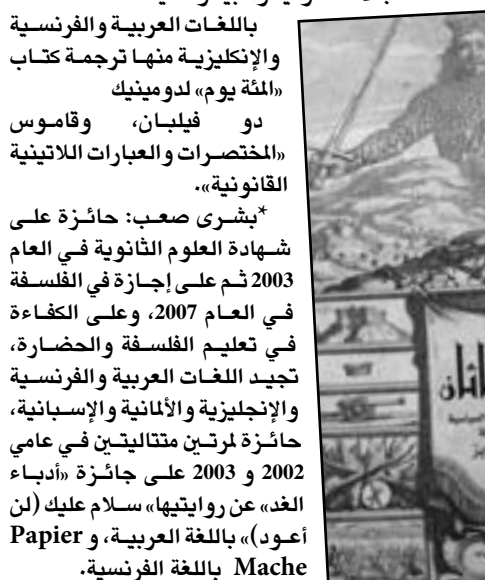 باللغات العربية والفرنسية
والإنكليزية منها ترجمة كتاب
«المئة يوم» لدومينيك
دو فيلبان، وقاموس
«المختصرات والعبارات اللاتينية
القانونية».
*بشرى صعب: حائزة على
شهادة العلوم الثانوية في العام
2003 ثم على إجازة في الفلسفة
في العام 2007، وعلى الكفاءة
في تعليم الفلسفة والحضارة،
تجيد اللغات العربية والفرنسية
والإنجليزية والألمانية والإسبانية،
حائزة لمرتين متتاليتين في عامي
2002 و 2003 على جائزة «أدباء
الغد» عن روايتيها» سلام عليك (لن
أعود)» باللغة العربية، و Papier
Mache باللغة الفرنسية.